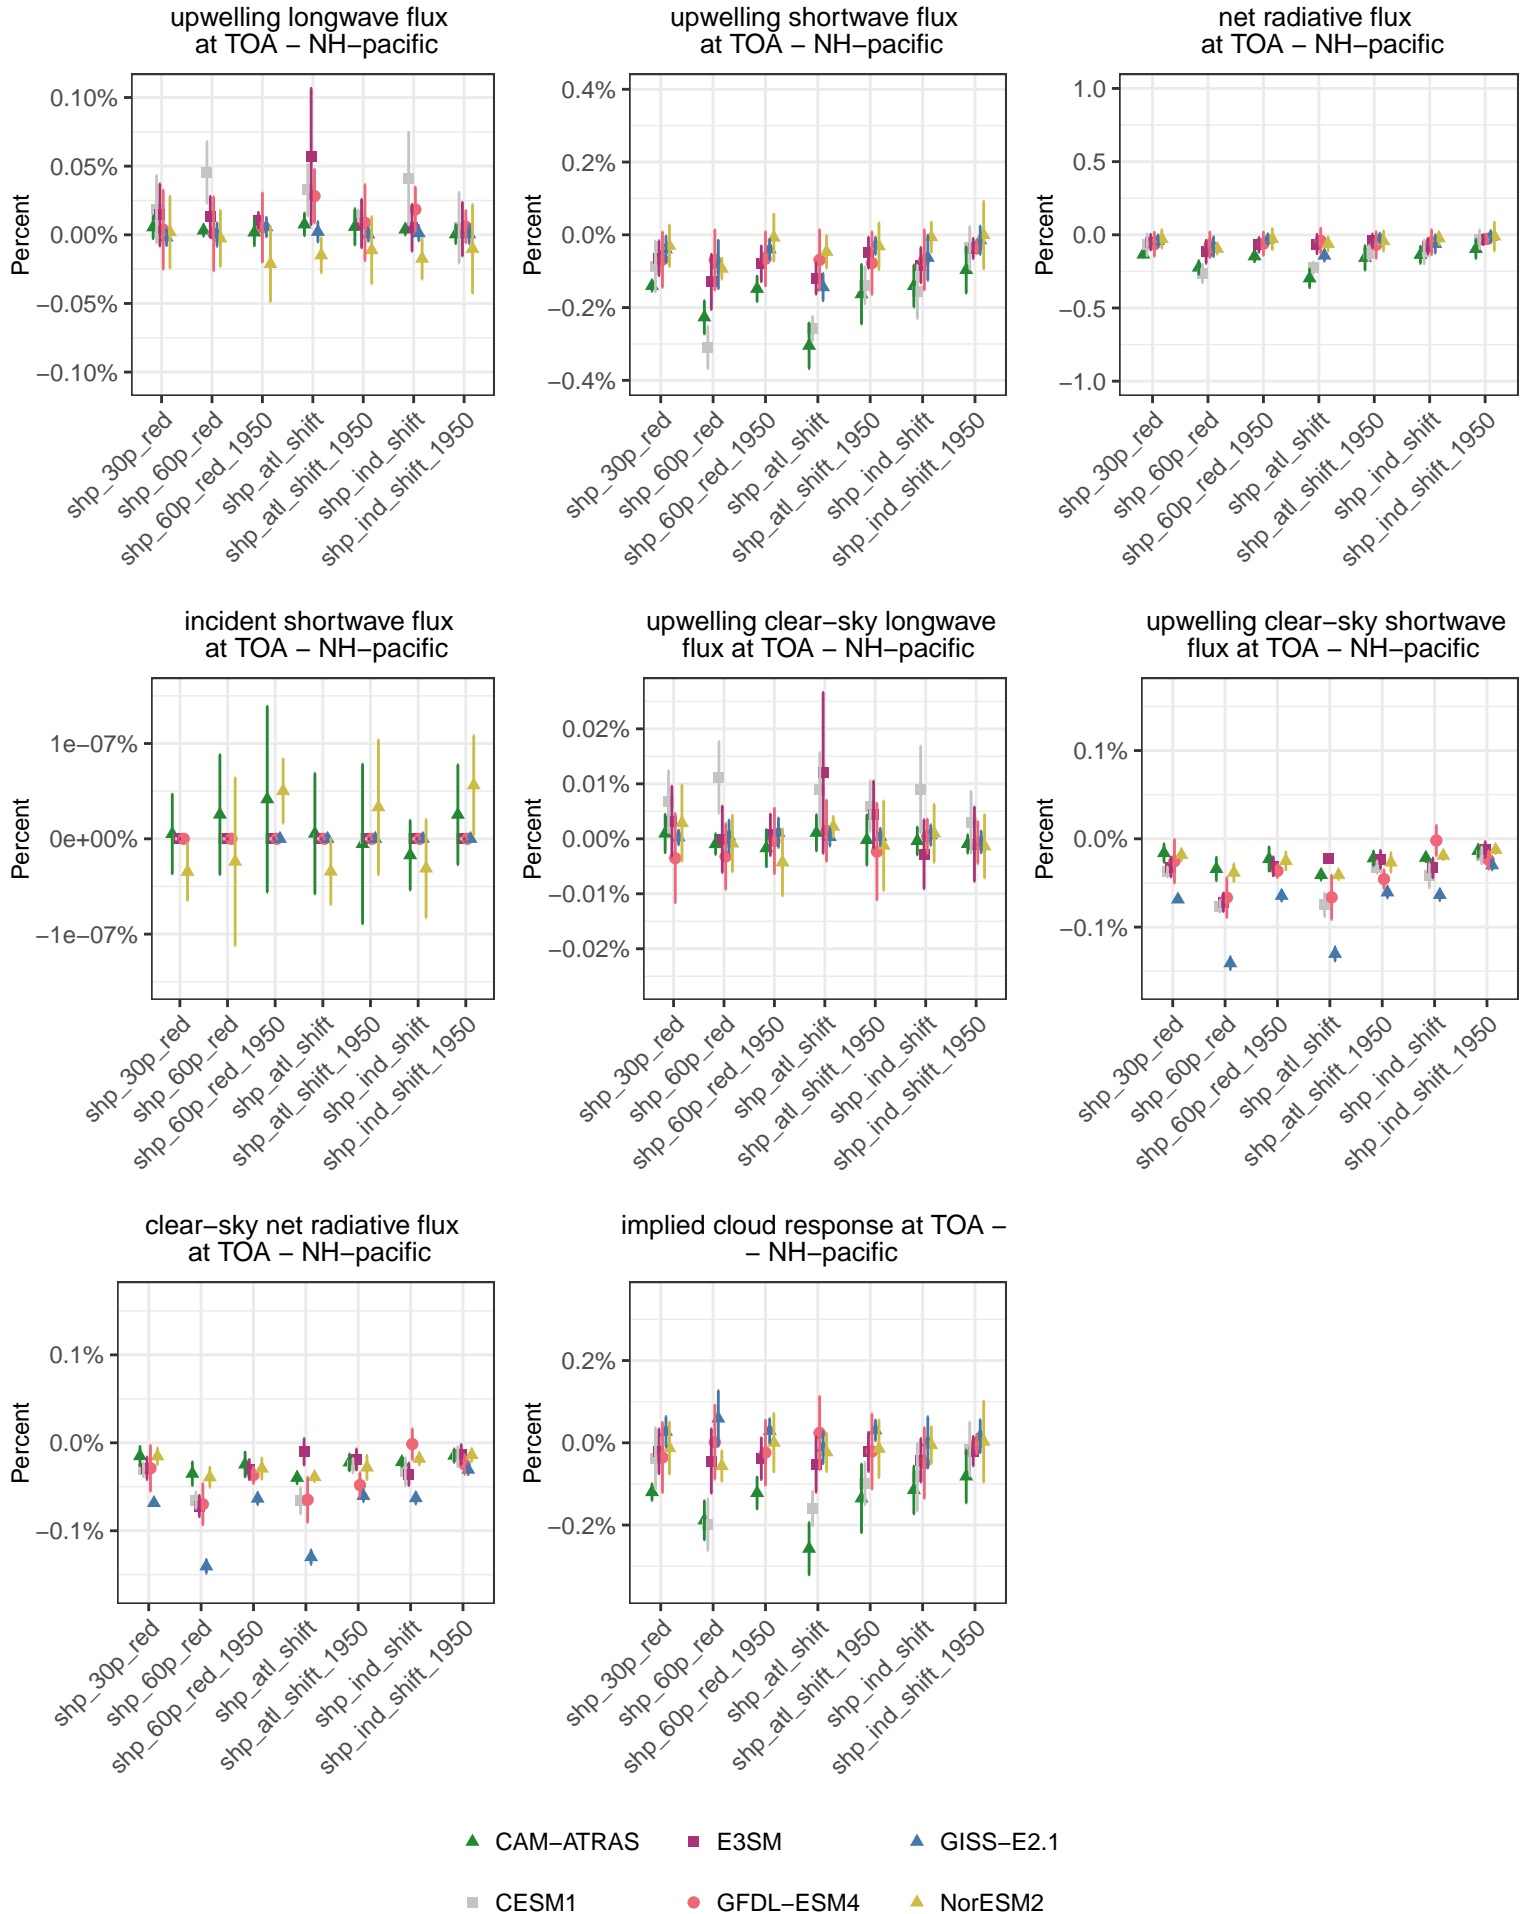 upwelling longwave flux
at TOA − NH−pacific
Percent
0.10%
0.05%
0.00%
−0.05%
−0.10%
shp_30p_red
shp_60p_red
shp_60p_red_1950
shp_atl_shift
shp_atl_shift_1950
shp_ind_shift
shp_ind_shift_1950
upwelling shortwave flux
at TOA − NH−pacific
Percent
0.4%
0.2%
0.0%
−0.2%
−0.4%
shp_30p_red
shp_60p_red
shp_60p_red_1950
shp_atl_shift
shp_atl_shift_1950
shp_ind_shift
shp_ind_shift_1950
net radiative flux
at TOA − NH−pacific
Percent
1.0
0.5
0.0
−0.5
−1.0
shp_30p_red
shp_60p_red
shp_60p_red_1950
shp_atl_shift
shp_atl_shift_1950
shp_ind_shift
shp_ind_shift_1950
incident shortwave flux
at TOA − NH−pacific
Percent
1e−07%
0e+00%
−1e−07%
shp_30p_red
shp_60p_red
shp_60p_red_1950
shp_atl_shift
shp_atl_shift_1950
shp_ind_shift
shp_ind_shift_1950
upwelling clear−sky longwave
flux at TOA − NH−pacific
Percent
0.02%
0.01%
0.00%
−0.01%
−0.02%
shp_30p_red
shp_60p_red
shp_60p_red_1950
shp_atl_shift
shp_atl_shift_1950
shp_ind_shift
shp_ind_shift_1950
upwelling clear−sky shortwave
flux at TOA − NH−pacific
Percent
0.1%
0.0%
−0.1%
shp_30p_red
shp_60p_red
shp_60p_red_1950
shp_atl_shift
shp_atl_shift_1950
shp_ind_shift
shp_ind_shift_1950
clear−sky net radiative flux
at TOA − NH−pacific
Percent
0.1%
0.0%
−0.1%
shp_30p_red
shp_60p_red
shp_60p_red_1950
shp_atl_shift
shp_atl_shift_1950
shp_ind_shift
shp_ind_shift_1950
implied cloud response at TOA −
− NH−pacific
Percent
0.2%
0.0%
−0.2%
shp_30p_red
shp_60p_red
shp_60p_red_1950
shp_atl_shift
shp_atl_shift_1950
shp_ind_shift
shp_ind_shift_1950
CAM−ATRAS
E3SM
GISS−E2.1
CESM1
GFDL−ESM4
NorESM2